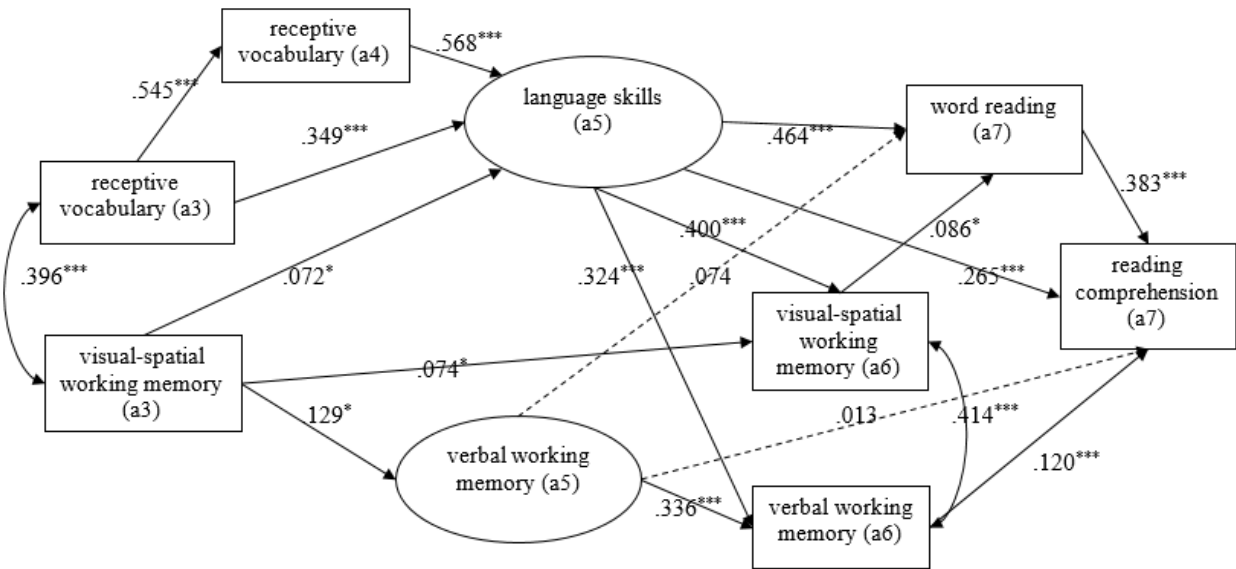 receptive
vocabulary (a4)
.568***
.545***
language skills
(a5)
word reading
(a7)
.464***
.349***
receptive
vocabulary (a3)
.383***
.400***
.086*
.396***
.072*
.324***
.074
.265***
reading
comprehension
(a7)
visual-spatial
working
memory (a6)
visual-spatial
working memory
(a3)
.074*
.129*
.013
.414***
verbal working
memory (a5)
.120***
.336***
verbal working
memory (a6)